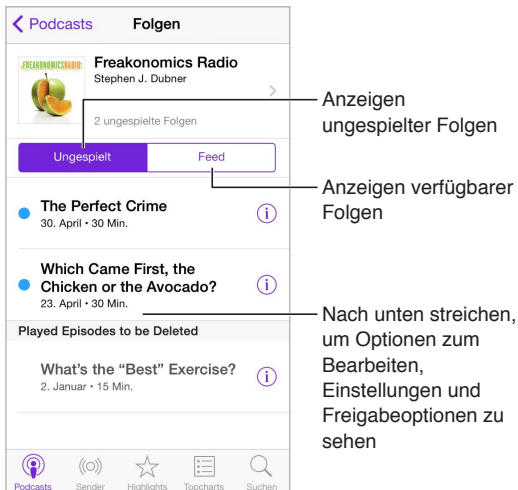 Podcasts Folgen
FREAKONOMICSRADIO
Freakonomics Radio
Stephen J. Dubner
2 ungespielte Folgen
Ungespielt Feed
The Perfect Crime
30. April • 30 Min.
Which Came First, the
Chicken or the Avocado?
23. April • 30 Min.
Played Episodes to be Deleted
What's the “Best” Exercise?
2. Januar • 15 Min.
Podcasts Sender Highlights Topcharts Suchen
Anzeigen
ungespielter Folgen
Anzeigen verfügbarer
Folgen
Nach unten streichen,
um Optionen zum
Bearbeiten,
Einstellungen und
Freigabeoptionen zu
sehen